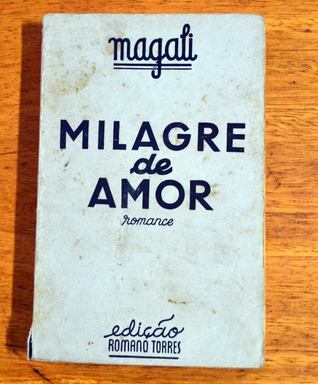 magali
MILAGRE
de
AMOR
romance
edição
ROMANO TORRES